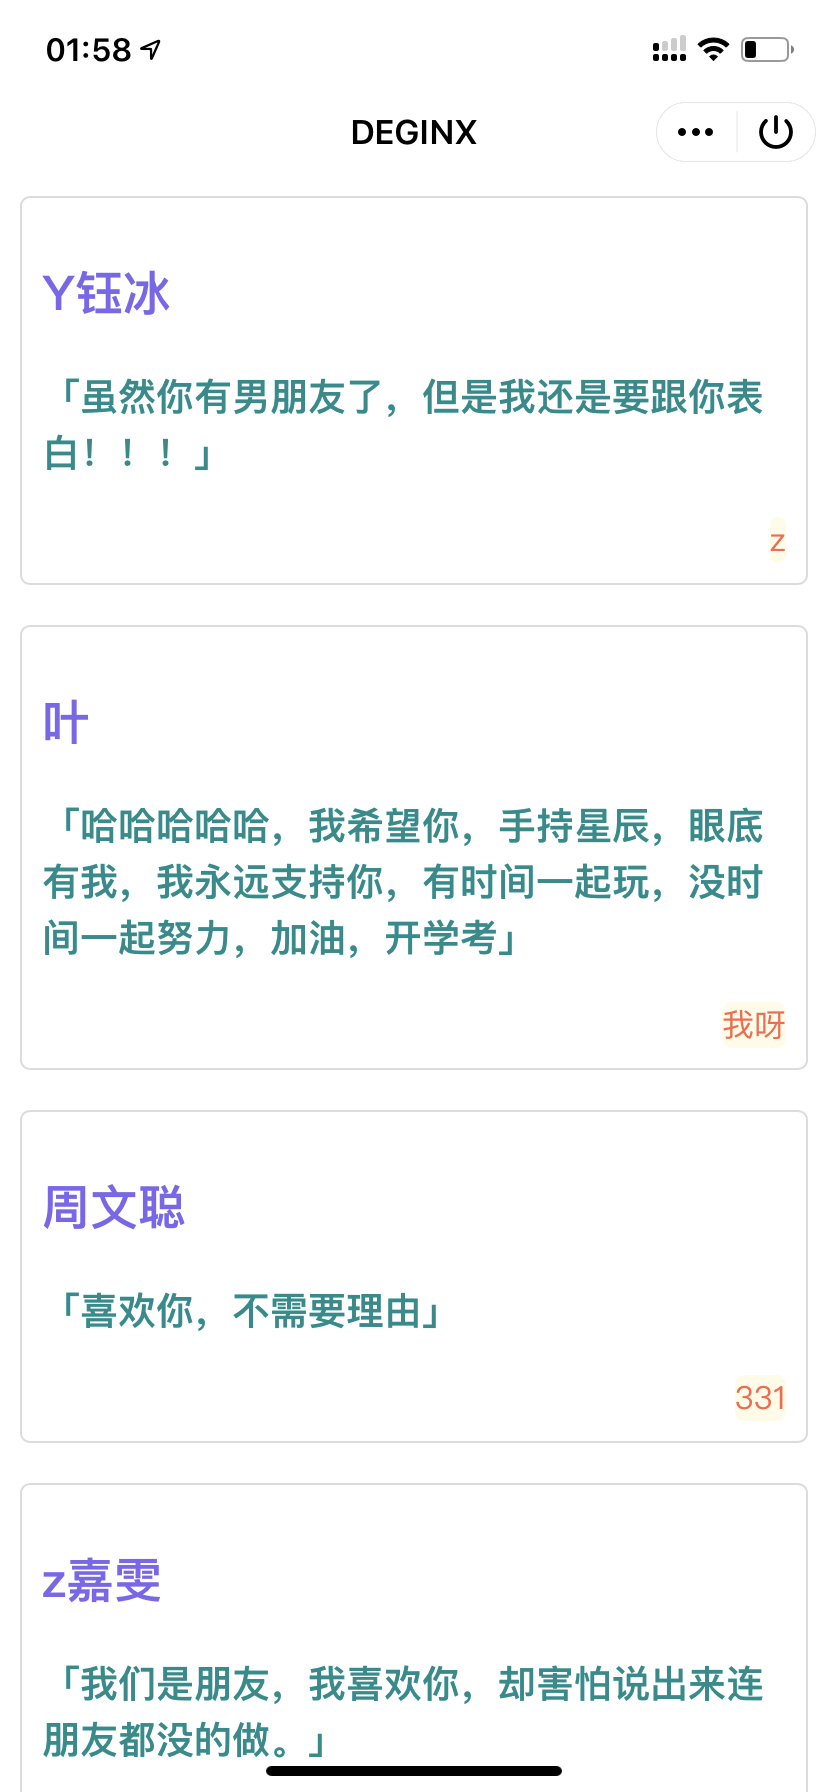 01:58
DEGINX
Y钰冰
「虽然你有男朋友了，但是我还是要跟你表
白！！！」
z
叶
「哈哈哈哈哈，我希望你，手持星辰，眼底
有我，我永远支持你，有时间一起玩，没时
间一起努力，加油，开学考」
我呀
周文聪
「喜欢你，不需要理由」
331
z嘉雯
「我们是朋友，我喜欢你，却害怕说出来连
朋友都没的做。」